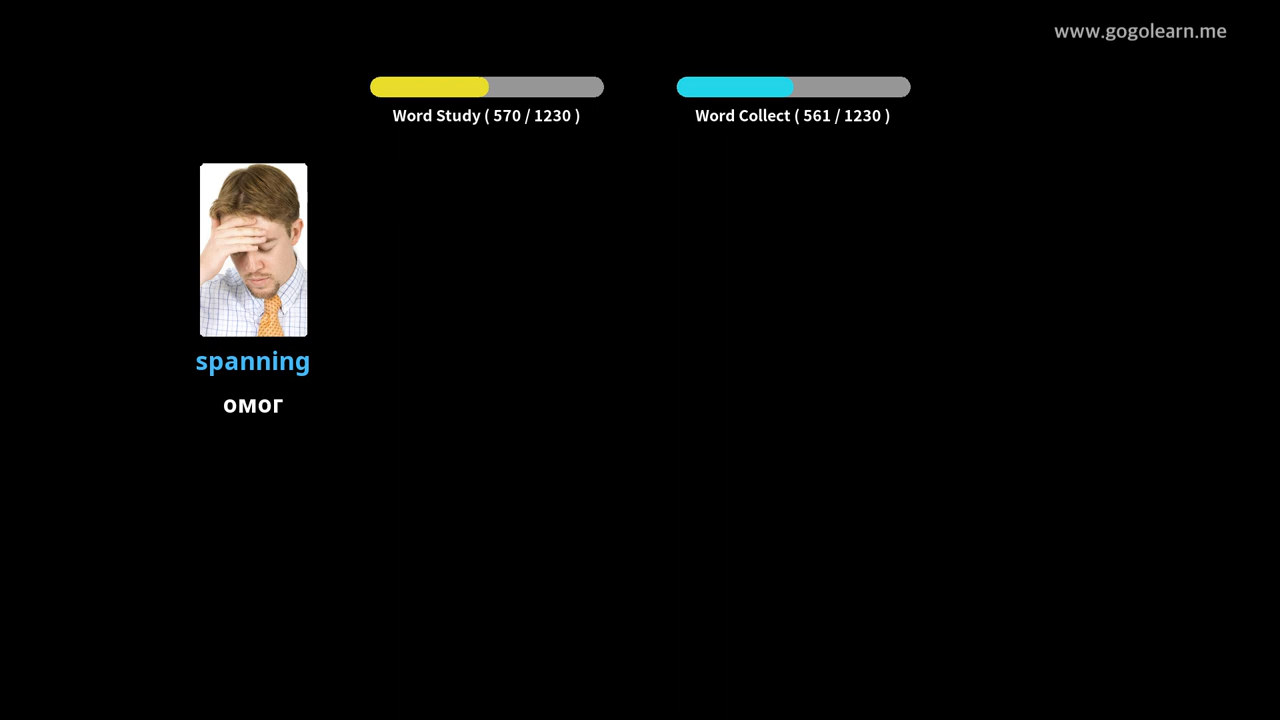 www.gogolearn.me
Word Study ( 570 / 1230 )
Word Collect ( 561 / 1230 )
spanning
омог